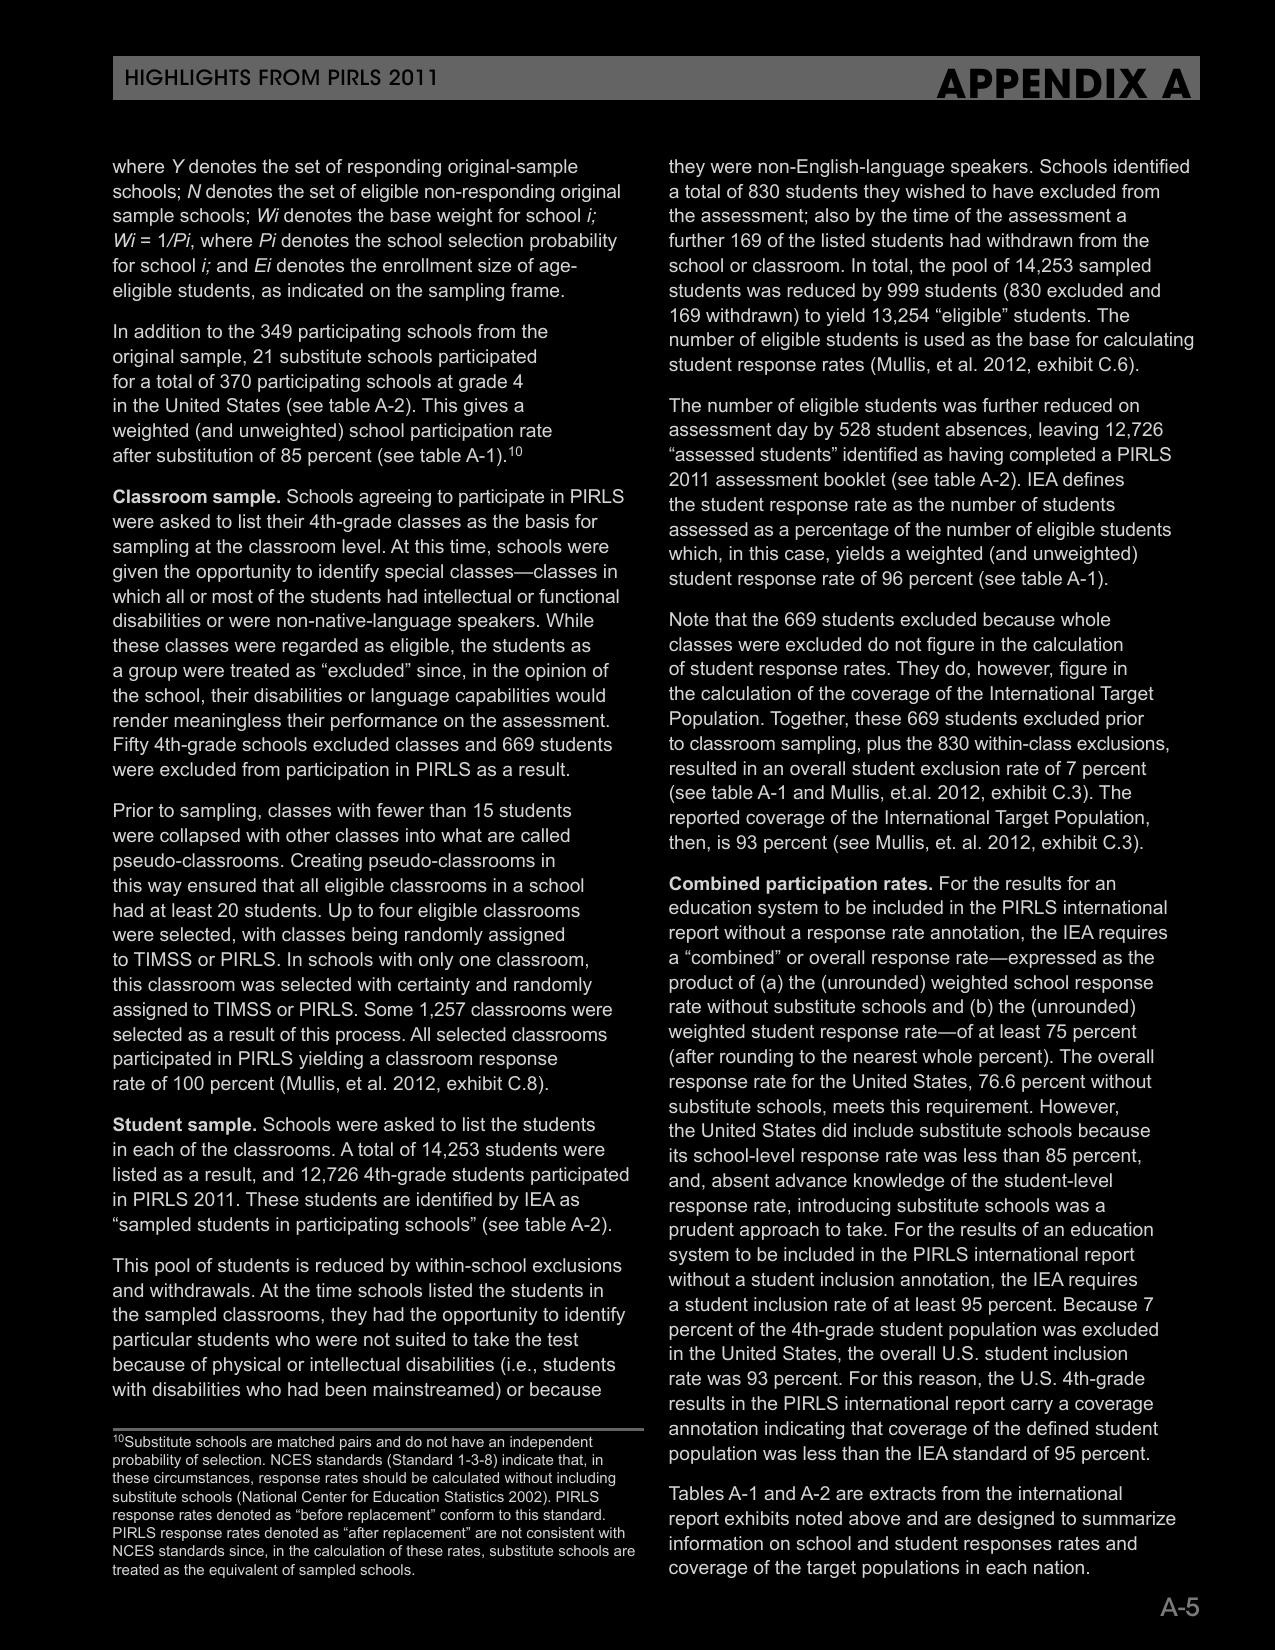 HIGHLIGHTS FROM PIRLS 2011
APPENDIX A
where Y denotes the set of responding original-sample
schools; N denotes the set of eligible non-responding original
sample schools; Wi denotes the base weight for school i;
Wi = 1/Pi, where Pi denotes the school selection probability
for school i; and Ei denotes the enrollment size of age-
eligible students, as indicated on the sampling frame.
In addition to the 349 participating schools from the
original sample, 21 substitute schools participated
for a total of 370 participating schools at grade 4
in the United States (see table A-2). This gives a
weighted (and unweighted) school participation rate
after substitution of 85 percent (see table A-1).10
Classroom sample. Schools agreeing to participate in PIRLS
were asked to list their 4th-grade classes as the basis for
sampling at the classroom level. At this time, schools were
given the opportunity to identify special classes—classes in
which all or most of the students had intellectual or functional
disabilities or were non-native-language speakers. While
these classes were regarded as eligible, the students as
a group were treated as “excluded” since, in the opinion of
the school, their disabilities or language capabilities would
render meaningless their performance on the assessment.
Fifty 4th-grade schools excluded classes and 669 students
were excluded from participation in PIRLS as a result.
Prior to sampling, classes with fewer than 15 students
were collapsed with other classes into what are called
pseudo-classrooms. Creating pseudo-classrooms in
this way ensured that all eligible classrooms in a school
had at least 20 students. Up to four eligible classrooms
were selected, with classes being randomly assigned
to TIMSS or PIRLS. In schools with only one classroom,
this classroom was selected with certainty and randomly
assigned to TIMSS or PIRLS. Some 1,257 classrooms were
selected as a result of this process. All selected classrooms
participated in PIRLS yielding a classroom response
rate of 100 percent (Mullis, et al. 2012, exhibit C.8).
Student sample. Schools were asked to list the students
in each of the classrooms. A total of 14,253 students were
listed as a result, and 12,726 4th-grade students participated
in PIRLS 2011. These students are identified by IEA as
“sampled students in participating schools” (see table A-2).
This pool of students is reduced by within-school exclusions
and withdrawals. At the time schools listed the students in
the sampled classrooms, they had the opportunity to identify
particular students who were not suited to take the test
because of physical or intellectual disabilities (i.e., students
with disabilities who had been mainstreamed) or because
10Substitute schools are matched pairs and do not have an independent
probability of selection. NCES standards (Standard 1-3-8) indicate that, in
these circumstances, response rates should be calculated without including
substitute schools (National Center for Education Statistics 2002). PIRLS
response rates denoted as “before replacement” conform to this standard.
PIRLS response rates denoted as “after replacement” are not consistent with
NCES standards since, in the calculation of these rates, substitute schools are
treated as the equivalent of sampled schools.
they were non-English-language speakers. Schools identified
a total of 830 students they wished to have excluded from
the assessment; also by the time of the assessment a
further 169 of the listed students had withdrawn from the
school or classroom. In total, the pool of 14,253 sampled
students was reduced by 999 students (830 excluded and
169 withdrawn) to yield 13,254 “eligible” students. The
number of eligible students is used as the base for calculating
student response rates (Mullis, et al. 2012, exhibit C.6).
The number of eligible students was further reduced on
assessment day by 528 student absences, leaving 12,726
“assessed students” identified as having completed a PIRLS
2011 assessment booklet (see table A-2). IEA defines
the student response rate as the number of students
assessed as a percentage of the number of eligible students
which, in this case, yields a weighted (and unweighted)
student response rate of 96 percent (see table A-1).
Note that the 669 students excluded because whole
classes were excluded do not figure in the calculation
of student response rates. They do, however, figure in
the calculation of the coverage of the International Target
Population. Together, these 669 students excluded prior
to classroom sampling, plus the 830 within-class exclusions,
resulted in an overall student exclusion rate of 7 percent
(see table A-1 and Mullis, et.al. 2012, exhibit C.3). The
reported coverage of the International Target Population,
then, is 93 percent (see Mullis, et. al. 2012, exhibit C.3).
Combined participation rates. For the results for an
education system to be included in the PIRLS international
report without a response rate annotation, the IEA requires
a “combined” or overall response rate—expressed as the
product of (a) the (unrounded) weighted school response
rate without substitute schools and (b) the (unrounded)
weighted student response rate—of at least 75 percent
(after rounding to the nearest whole percent). The overall
response rate for the United States, 76.6 percent without
substitute schools, meets this requirement. However,
the United States did include substitute schools because
its school-level response rate was less than 85 percent,
and, absent advance knowledge of the student-level
response rate, introducing substitute schools was a
prudent approach to take. For the results of an education
system to be included in the PIRLS international report
without a student inclusion annotation, the IEA requires
a student inclusion rate of at least 95 percent. Because 7
percent of the 4th-grade student population was excluded
in the United States, the overall U.S. student inclusion
rate was 93 percent. For this reason, the U.S. 4th-grade
results in the PIRLS international report carry a coverage
annotation indicating that coverage of the defined student
population was less than the IEA standard of 95 percent.
Tables A-1 and A-2 are extracts from the international
report exhibits noted above and are designed to summarize
information on school and student responses rates and
coverage of the target populations in each nation.
A-5